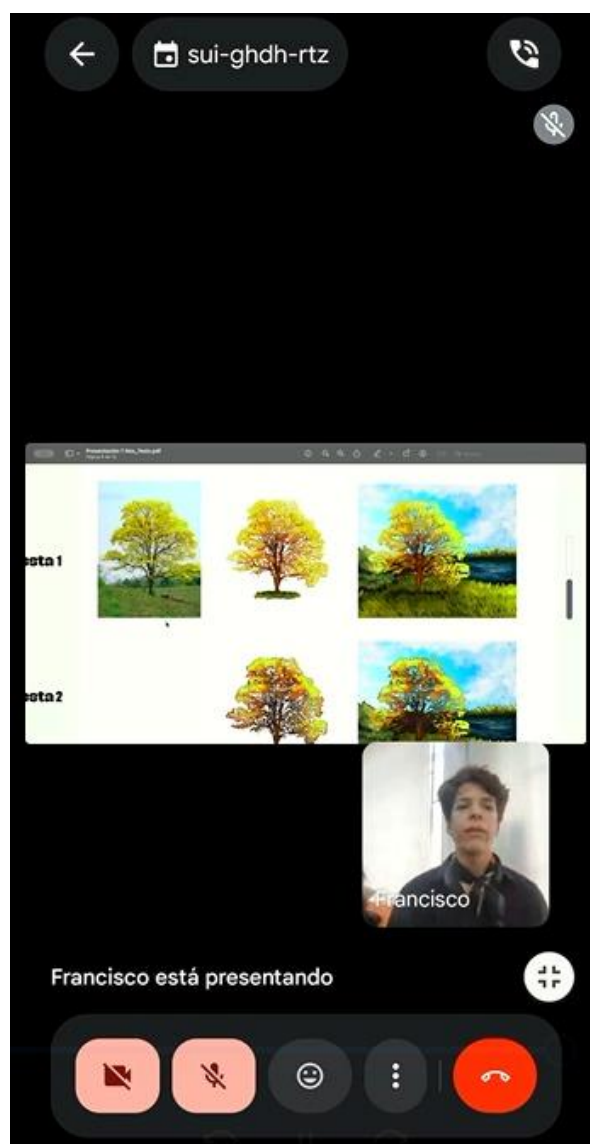 sui-ghdh-rtz
esta 1
esta 2
Francisco
Francisco está presentando